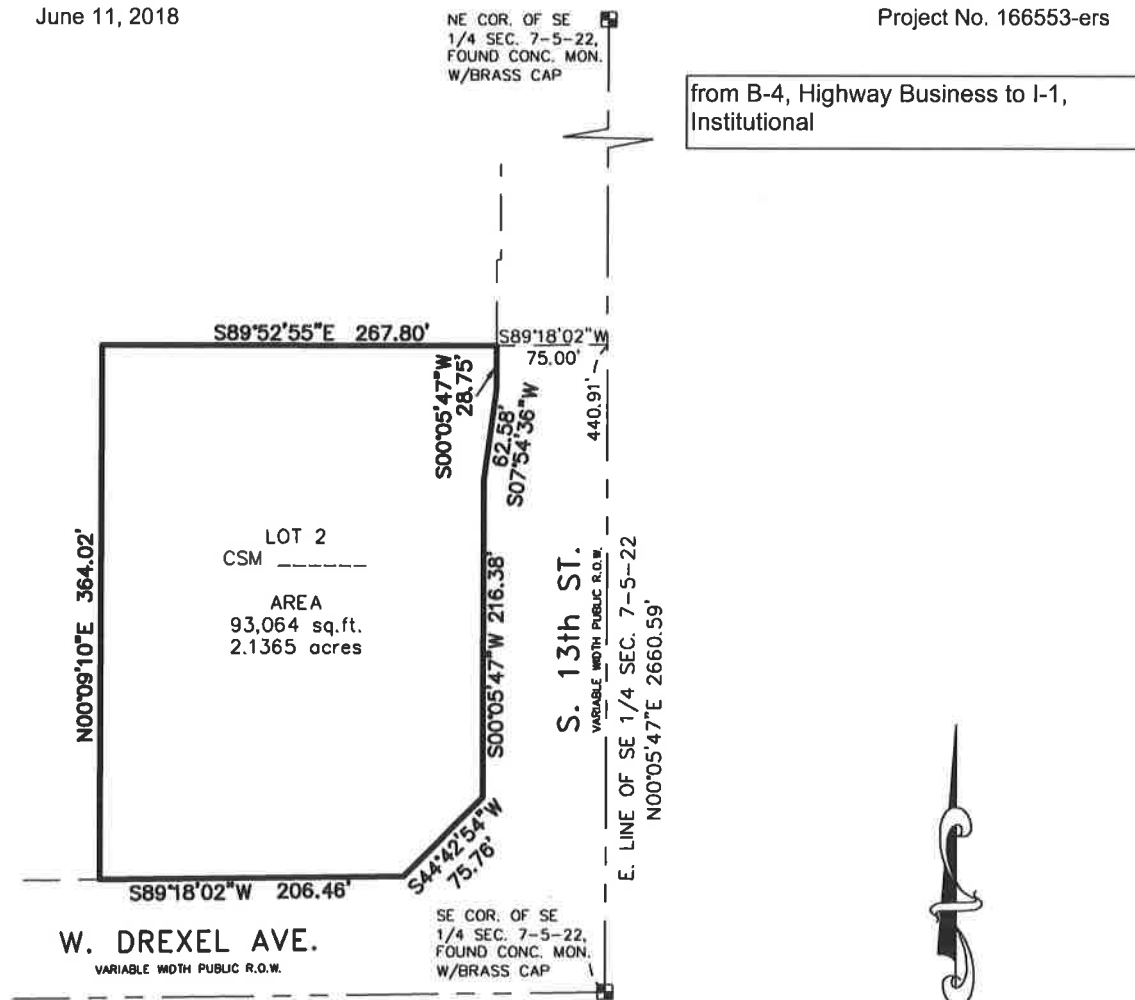 June 11, 2018
Project No. 166553-ers
NE COR. OF SE
1/4 SEC. 7-5-22,
FOUND CONC. MON.
W/BRASS CAP
from B-4, Highway Business to I-1,
Institutional
S89°52'55"E 267.80'
S89°18'02"W
75.00'
S00°05'47"W
28.75'
62.58'
S07°54'36"W
440.91'
LOT 2
CSM ______
AREA
93,064 sq.ft.
2.1365 acres
N00°09'10"E 364.02'
S00°05'47"W 216.38'
S. 13th ST.
VARIABLE WIDTH PUBLIC R.O.W.
E. LINE OF SE 1/4 SEC. 7-5-22
N00°05'47"E 2660.59'
S44°42'54"W
75.76'
S89°18'02"W 206.46'
W. DREXEL AVE.
VARIABLE WIDTH PUBLIC R.O.W.
SE COR. OF SE
1/4 SEC. 7-5-22,
FOUND CONC. MON.
W/BRASS CAP